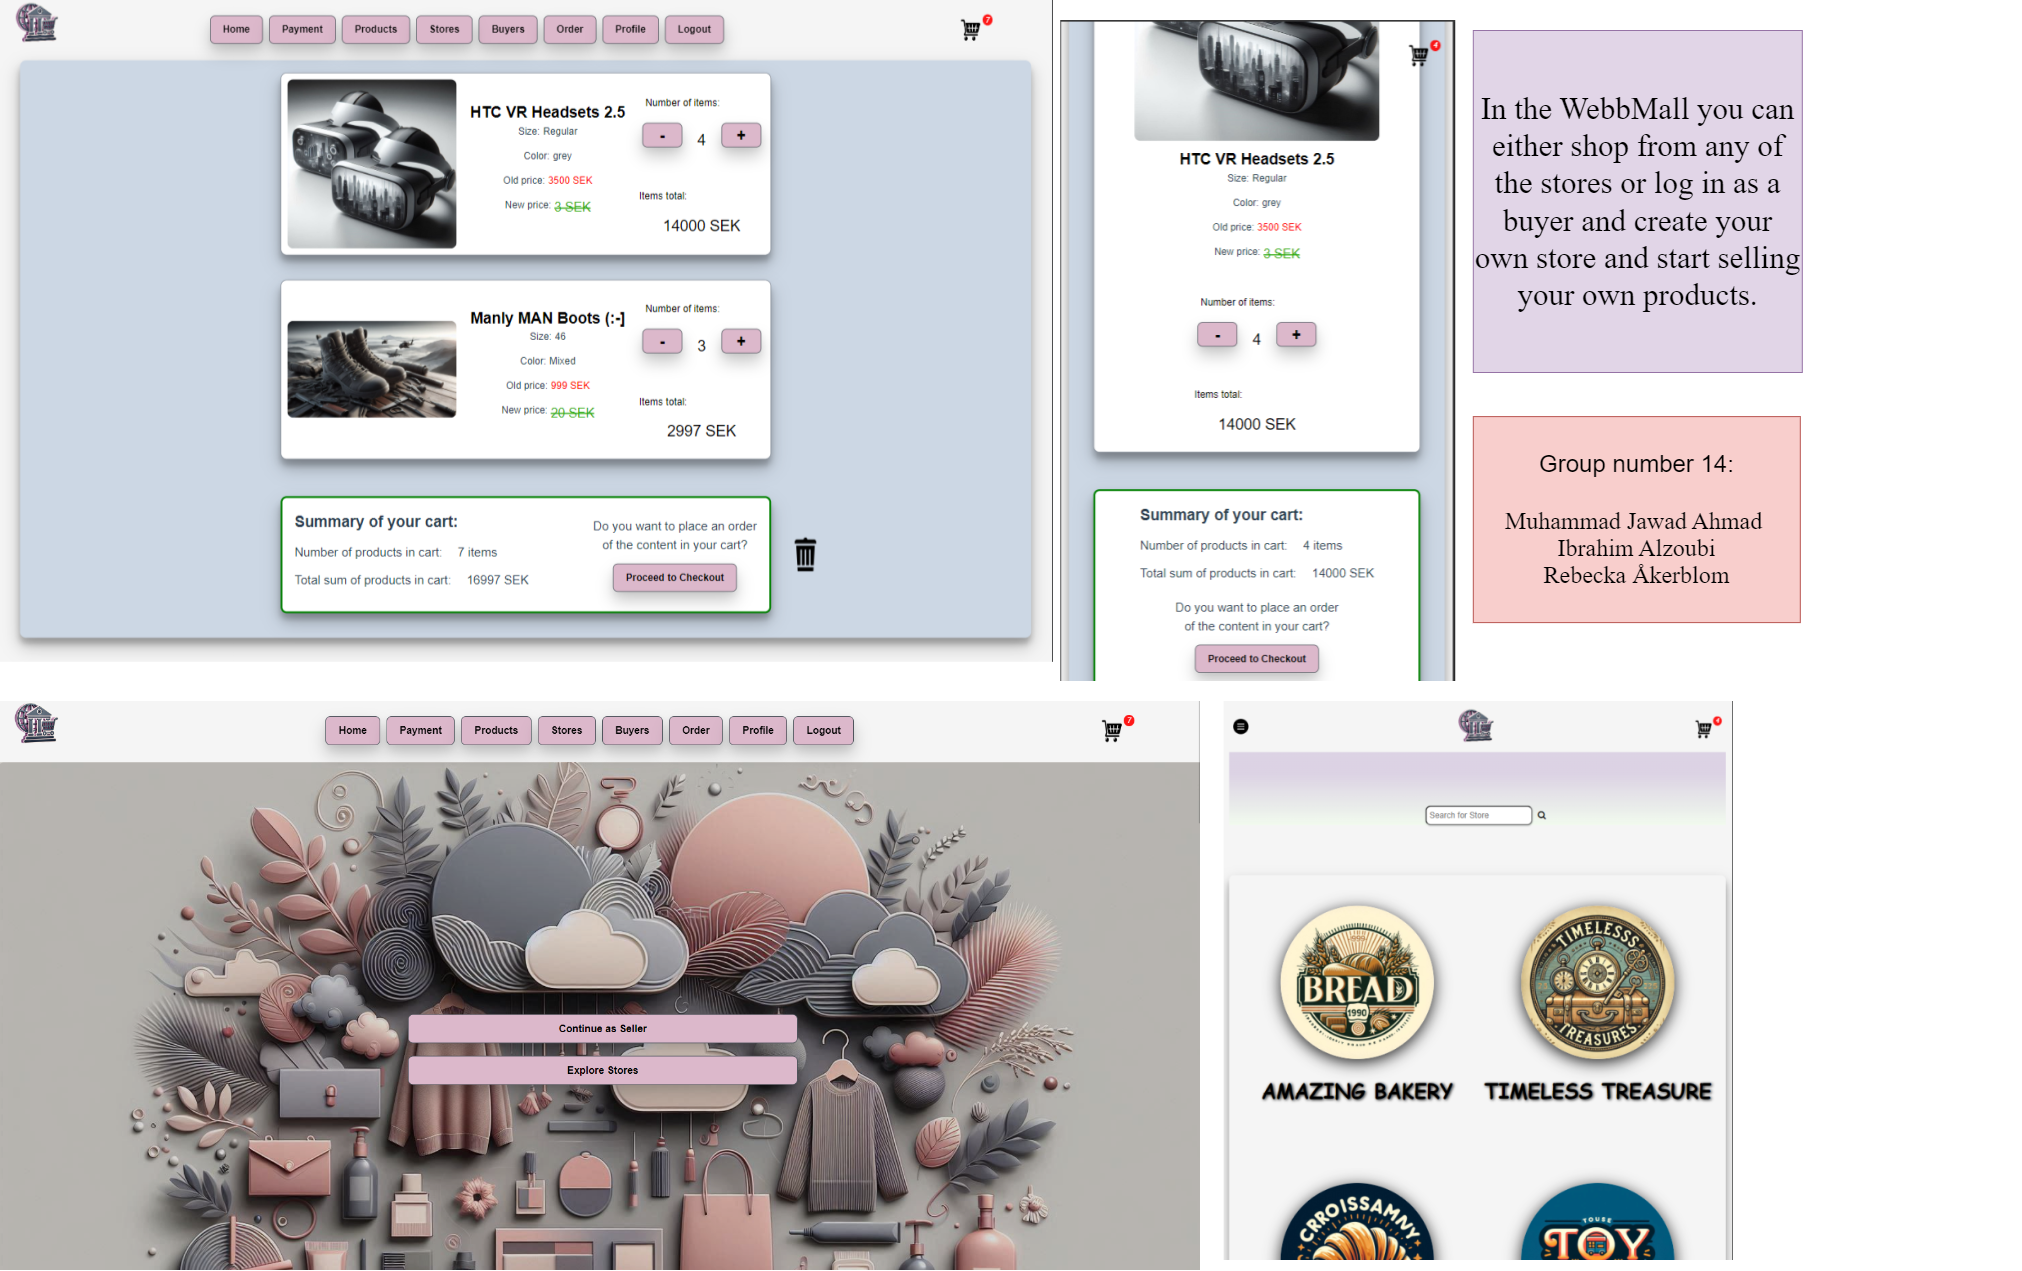 Home Payment Products Stores Buyers Order Profile Logout
7
HTC VR Headsets 2.5
Size: Regular
Color: grey
Old price: 3500 SEK
New price: 3 SEK
Number of items:
- 4 +
Items total:
14000 SEK
Manly MAN Boots (:-]
Size: 46
Color: Mixed
Old price: 999 SEK
New price: 20 SEK
Number of items:
- 3 +
Items total:
2997 SEK
Summary of your cart:
Number of products in cart: 7 items
Total sum of products in cart: 16997 SEK
Do you want to place an order
of the content in your cart?
Proceed to Checkout
4
HTC VR Headsets 2.5
Size: Regular
Color: grey
Old price: 3500 SEK
New price: 3 SEK
Number of items:
- 4 +
Items total:
14000 SEK
Summary of your cart:
Number of products in cart: 4 items
Total sum of products in cart: 14000 SEK
Do you want to place an order
of the content in your cart?
Proceed to Checkout
In the WebbMall you can
either shop from any of
the stores or log in as a
buyer and create your
own store and start selling
your own products.
Group number 14:
Muhammad Jawad Ahmad
Ibrahim Alzoubi
Rebecka Åkerblom
Home Payment Products Stores Buyers Order Profile Logout
7
Continue as Seller
Explore Stores
4
Search for Store
BREAD
1990
TIMELESSS
TREASURES
AMAZING BAKERY
TIMELESS TREASURE
CRROISSAMNY
TOUSE
TOY